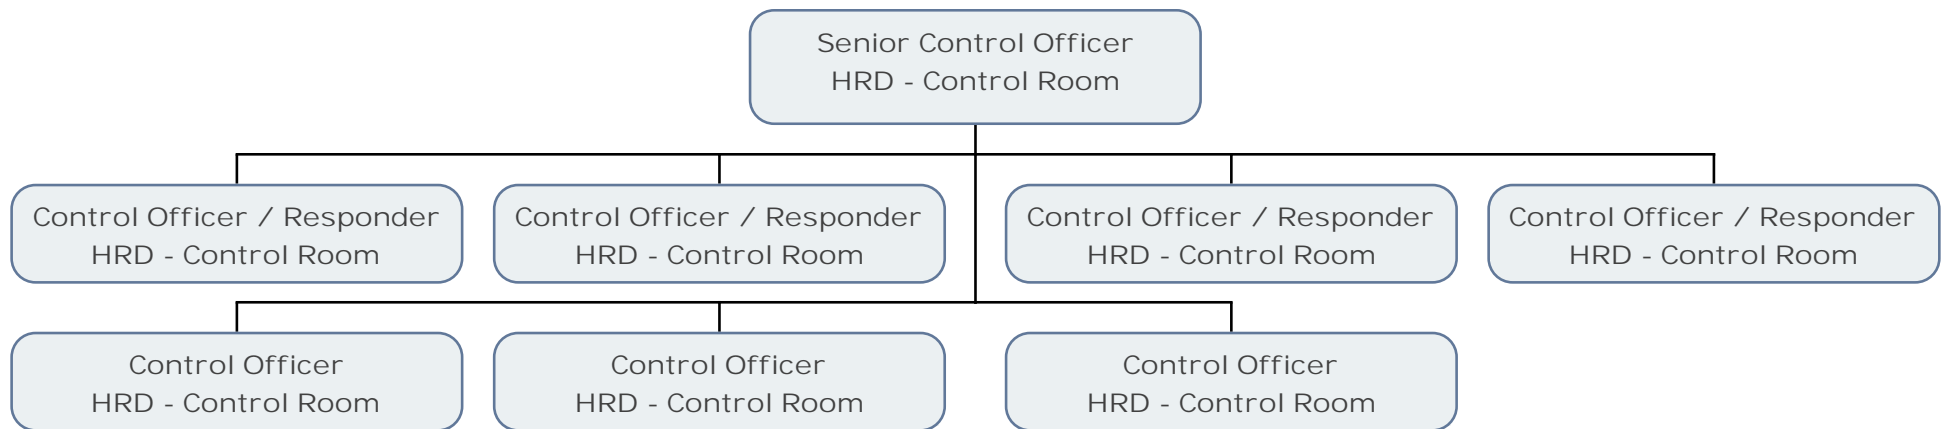 Senior Control Officer
HRD - Control Room
Control Officer / Responder
HRD - Control Room
Control Officer / Responder
HRD - Control Room
Control Officer / Responder
HRD - Control Room
Control Officer / Responder
HRD - Control Room
Control Officer
HRD - Control Room
Control Officer
HRD - Control Room
Control Officer
HRD - Control Room